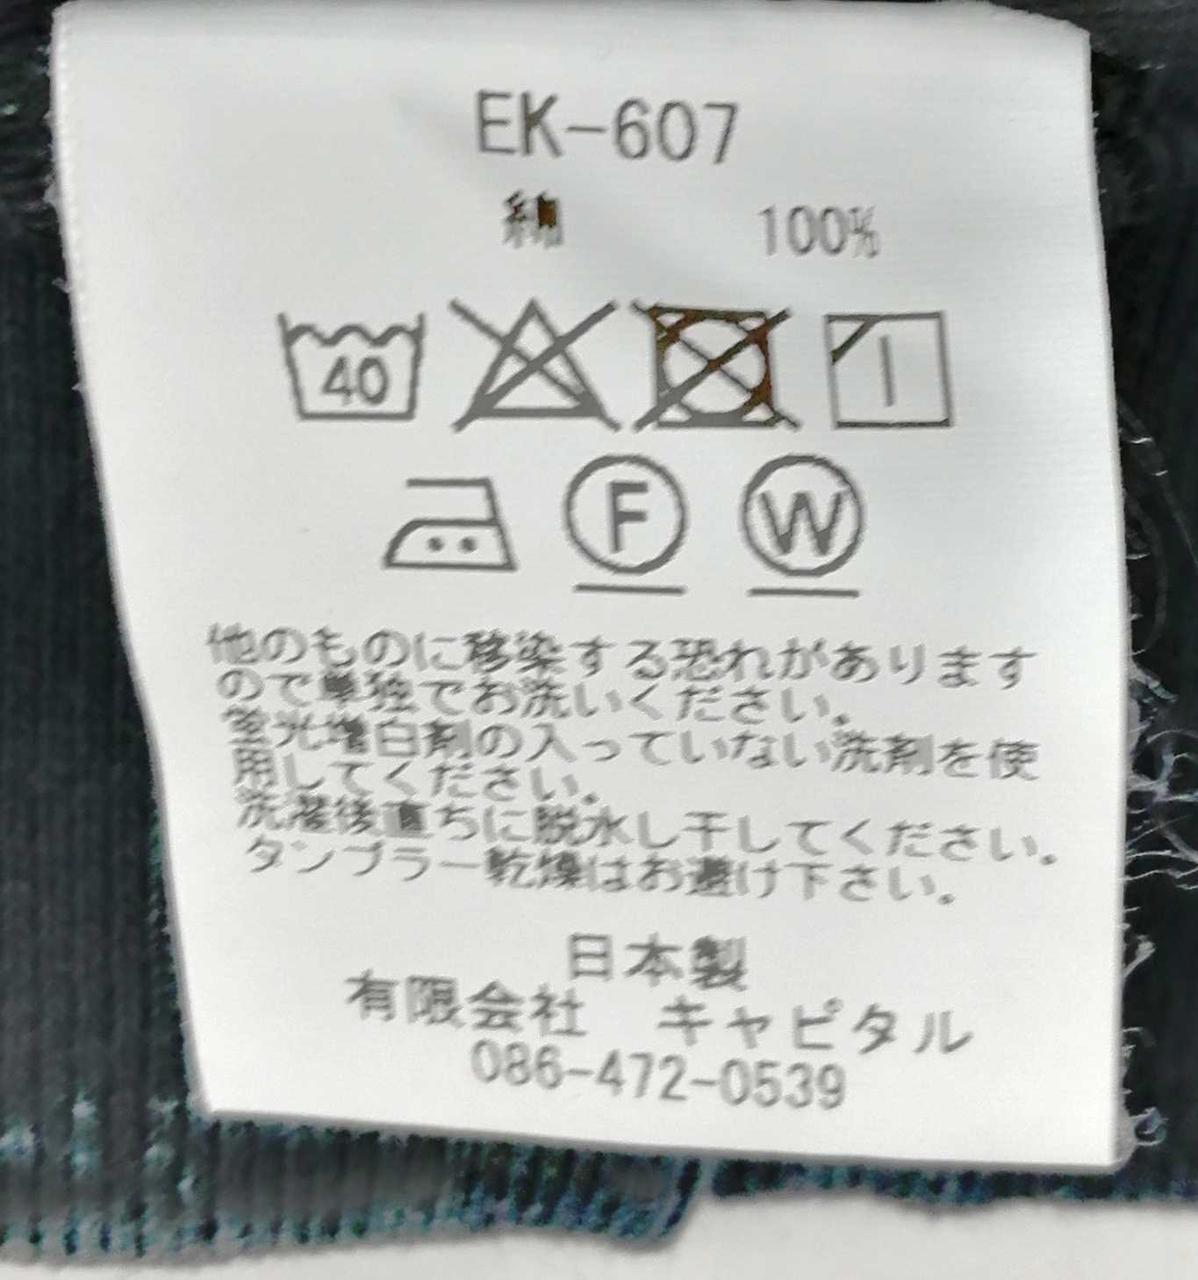 EK-607
綿 100%
40
F
W
他のものに移染する恐れがあります
ので単独でお洗いください。
蛍光増白剤の入っていない洗剤を使
用してください。
洗濯後直ちに脱水し干してください。
タンブラー乾燥はお避け下さい。
日本製
有限会社 キャピタル
086-472-0539